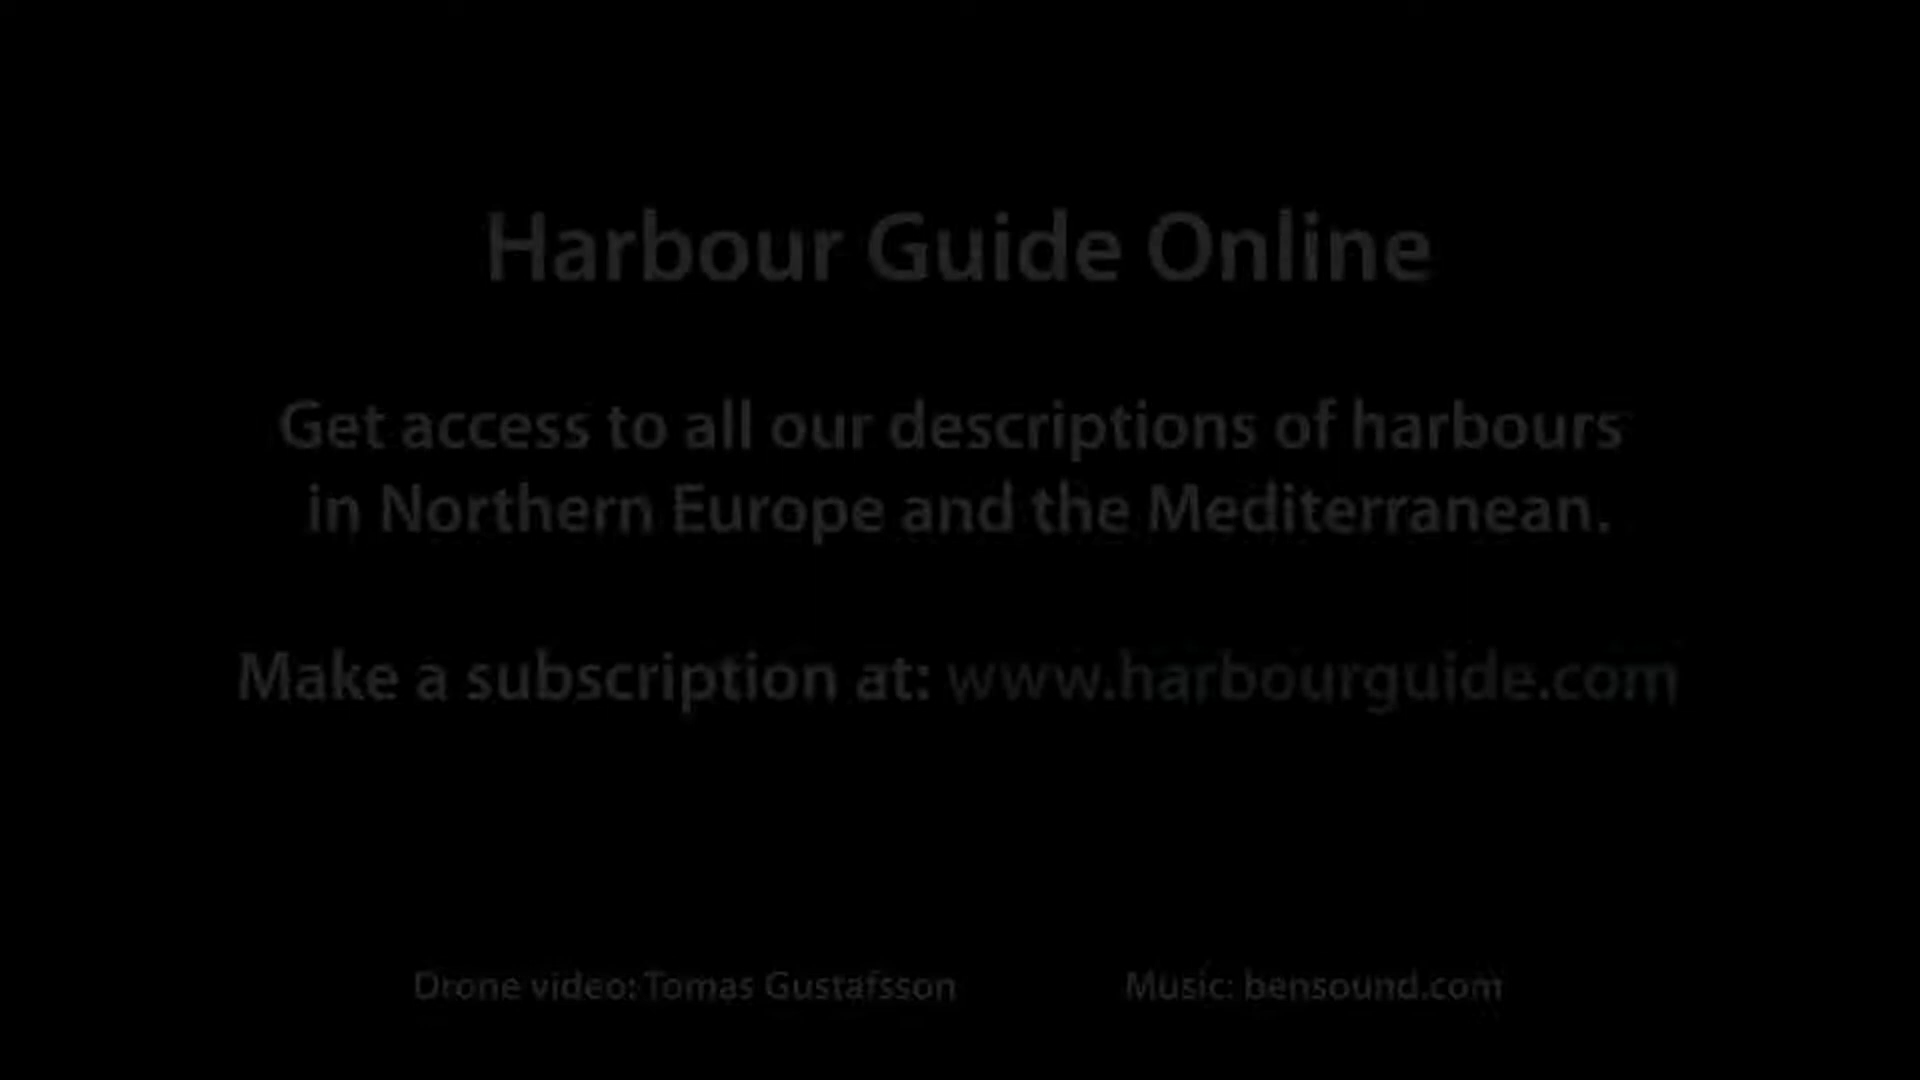 Harbour Guide Online
Get access to all our descriptions of harbours
in Northern Europe and the Mediterranean.
Make a subscription at: www.harbourguide.com
Drone video: Tomas Gustafsson
Music: bensound.com